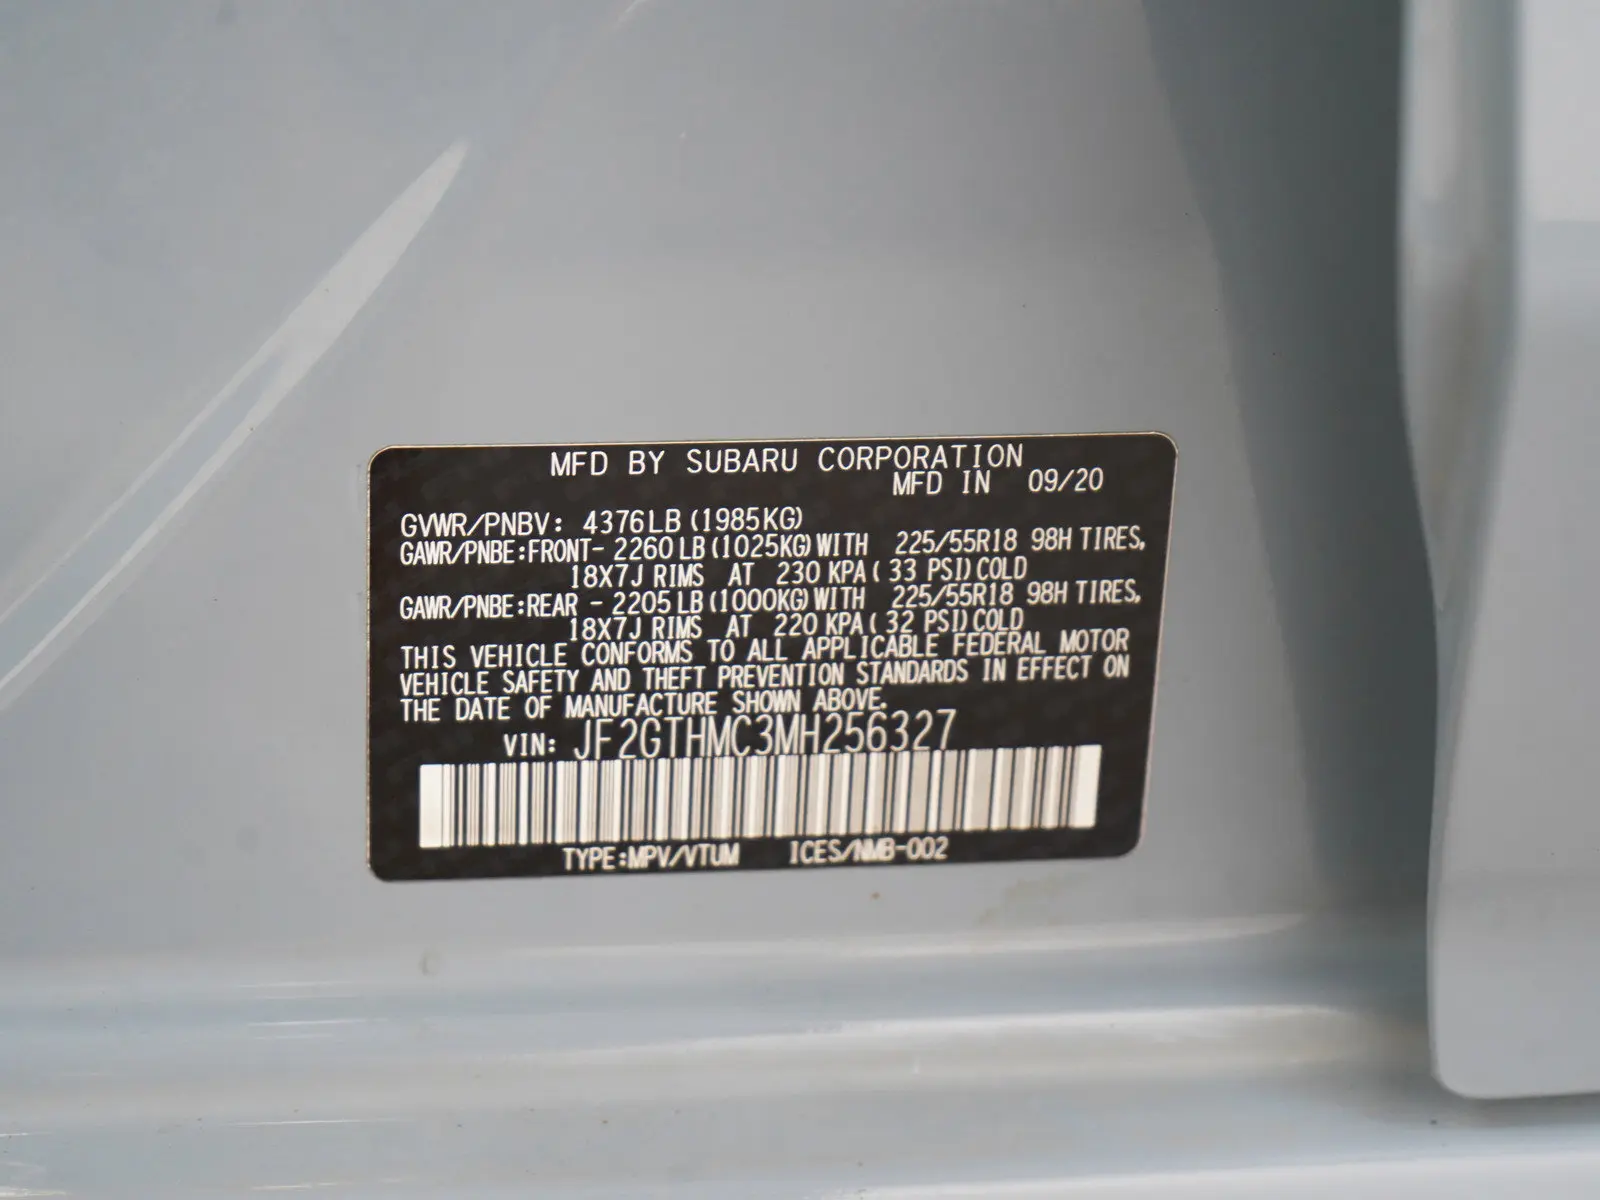 MFD BY SUBARU CORPORATION
MFD IN 09/20
GVWR/PNBV: 4376LB(1985KG)
GAWR/PNBE:FRONT- 2260LB(1025KG)WITH 225/55R18 98H TIRES,
18X7J RIMS AT 230 KPA( 33 PSI)COLD
GAWR/PNBE:REAR - 2205LB(1000KG)WITH 225/55R18 98H TIRES,
18X7J RIMS AT 220 KPA( 32 PSI)COLD
THIS VEHICLE CONFORMS TO ALL APPLICABLE FEDERAL MOTOR
VEHICLE SAFETY AND THEFT PREVENTION STANDARDS IN EFFECT ON
THE DATE OF MANUFACTURE SHOWN ABOVE.
VIN: JF2GTHMC3MH256327
TYPE:MPV/VTUM ICES/NMB-002